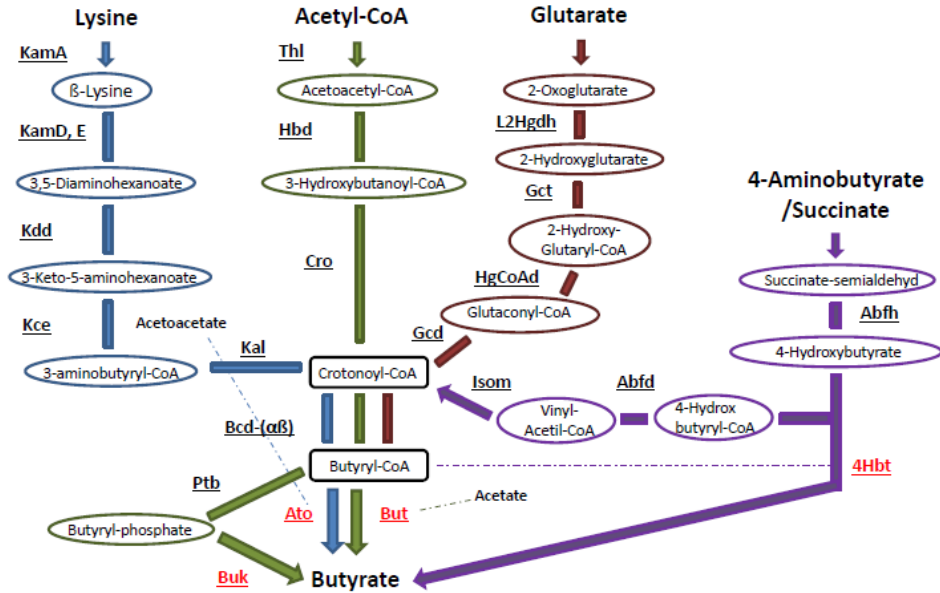 Lysine
Acetyl-CoA
Glutarate
KamA
Thl
ß-Lysine
Acetoacetyl-CoA
2-Oxoglutarate
KamD, E
Hbd
L2Hgdh
2-Hydroxyglutarate
3,5-Diaminohexanoate
3-Hydroxybutanoyl-CoA
Gct
4-Aminobutyrate
/Succinate
Kdd
2-Hydroxy-
Glutaryl-CoA
Cro
HgCoAd
3-Keto-5-aminohexanoate
Succinate-semialdehyd
Glutaconyl-CoA
Abfh
Kce
Acetoacetate
Gcd
Kal
4-Hydroxybutyrate
3-aminobutyryl-CoA
Crotonoyl-CoA
Isom
Abfd
Vinyl-
Acetil-CoA
4-Hydrox
butyryl-CoA
Bcd-(αß)
Butyryl-CoA
4Hbt
Ptb
Acetate
Ato
But
Butyryl-phosphate
Buk
Butyrate